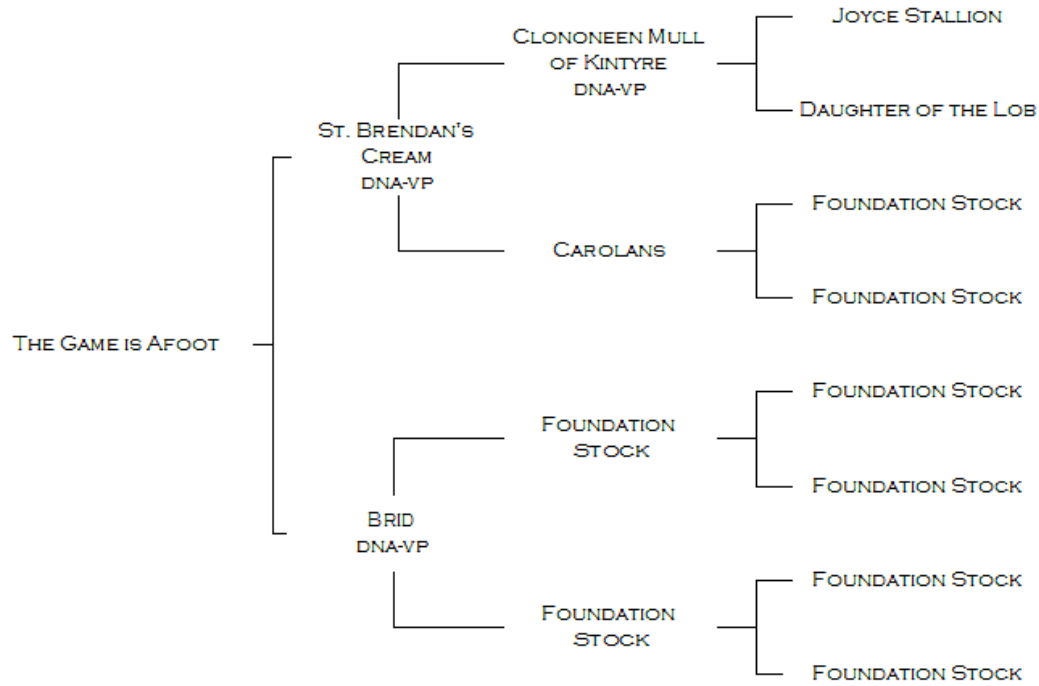 Joyce Stallion
Clononeen Mull
of Kintyre
DNA-VP
Daughter of the Lob
St. Brendan's
Cream
DNA-VP
Foundation Stock
Carolans
Foundation Stock
The Game is Afoot
Foundation Stock
Foundation
Stock
Foundation Stock
Brid
DNA-VP
Foundation Stock
Foundation
Stock
Foundation Stock